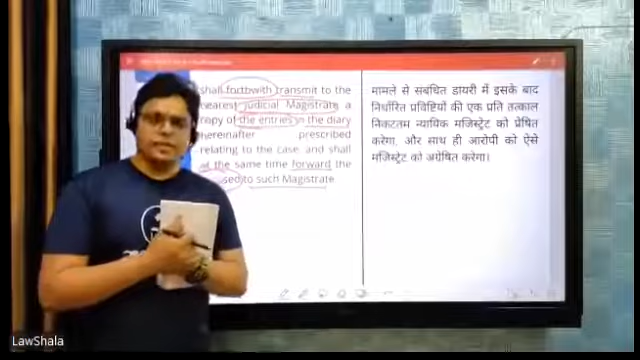 shall forthwith transmit to the
nearest judicial Magistrate a
copy of the entries in the diary
hereinafter prescribed
relating to the case, and shall
at the same time forward the
to such Magistrate.
मामले से सबंधित डायरी में इसके बाद
निर्धारित प्रविष्टियों की एक प्रति तत्काल
निकटतम न्यायिक मजिस्ट्रेट को प्रेषित
करेगा, और साथ ही आरोपी को ऐसे
मजिस्ट्रेट को अग्रेषित करेगा।
LawShala